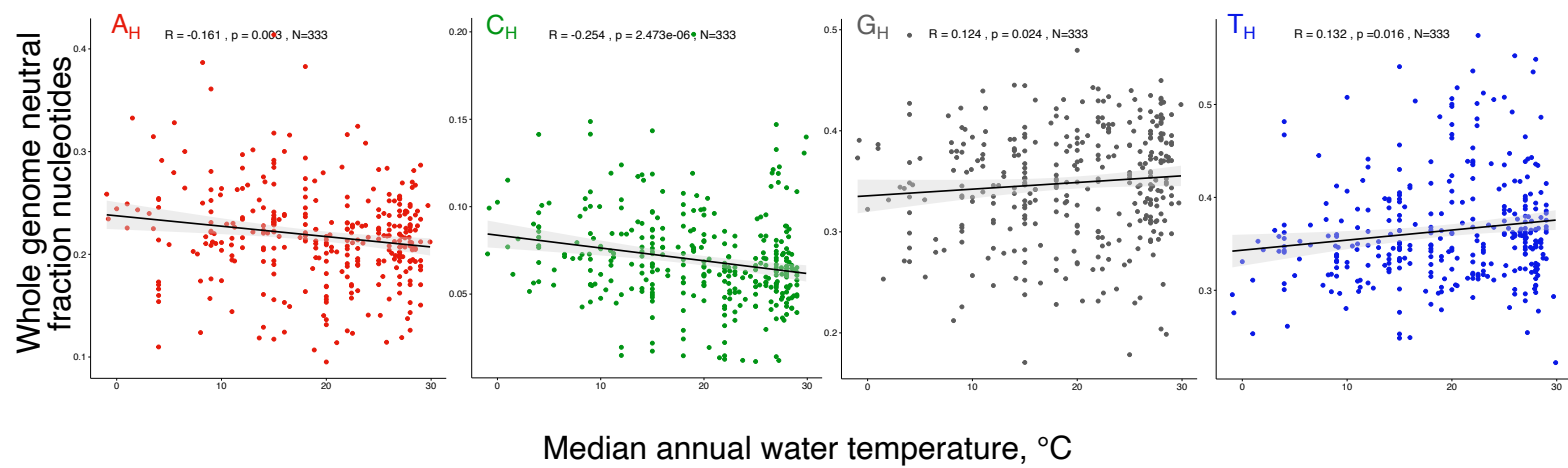 Whole genome neutral
fraction nucleotides
A_H
R = -0.161 , p = 0.003 , N=333
0.4
0.3
0.2
0.1
0 10 20 30
C_H
R = -0.254 , p = 2.473e-06 , N=333
0.20
0.15
0.10
0.05
0 10 20 30
G_H
R = 0.124 , p = 0.024 , N=333
0.5
0.4
0.3
0.2
0 10 20 30
T_H
R = 0.132 , p =0.016 , N=333
0.5
0.4
0.3
0 10 20 30
Median annual water temperature, °C